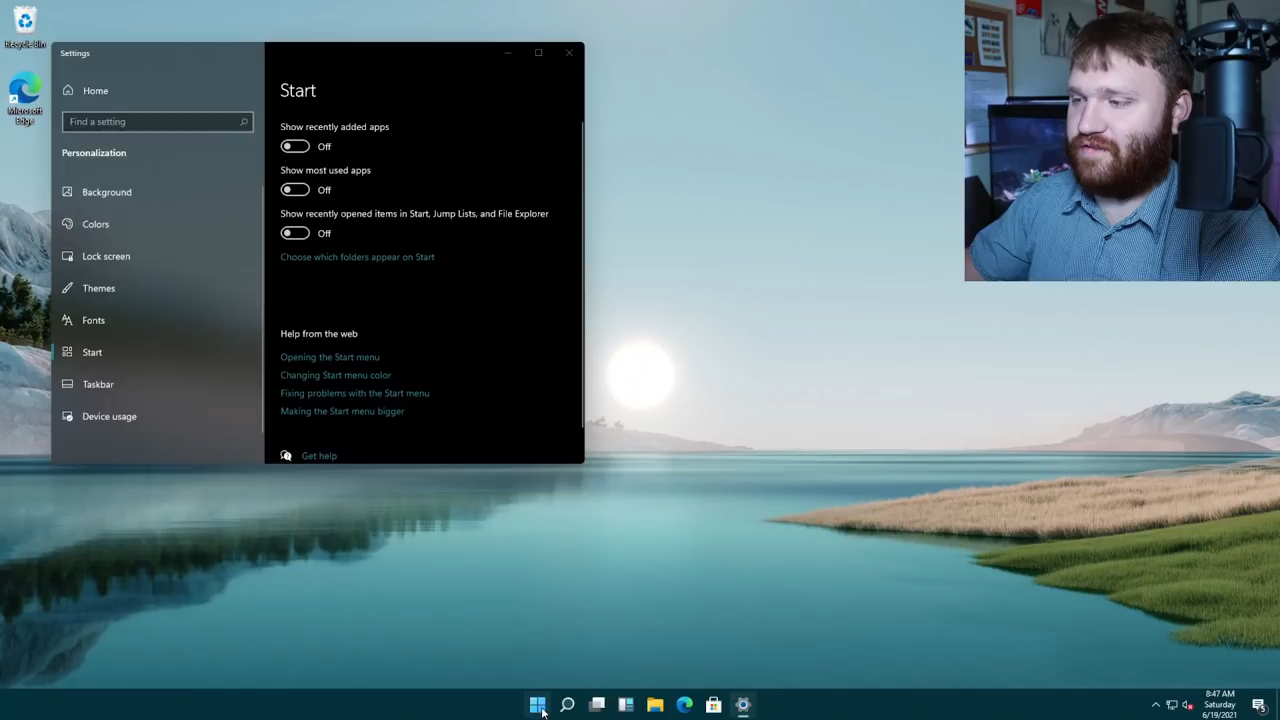 Recycle Bin
Microsoft
Edge
Settings
Home
Find a setting
Personalization
Background
Colors
Lock screen
Themes
Fonts
Start
Taskbar
Device usage
Start
Show recently added apps
Off
Show most used apps
Off
Show recently opened items in Start, Jump Lists, and File Explorer
Off
Choose which folders appear on Start
Help from the web
Opening the Start menu
Changing Start menu color
Fixing problems with the Start menu
Making the Start menu bigger
Get help
8:47 AM
Saturday
6/19/2021
5